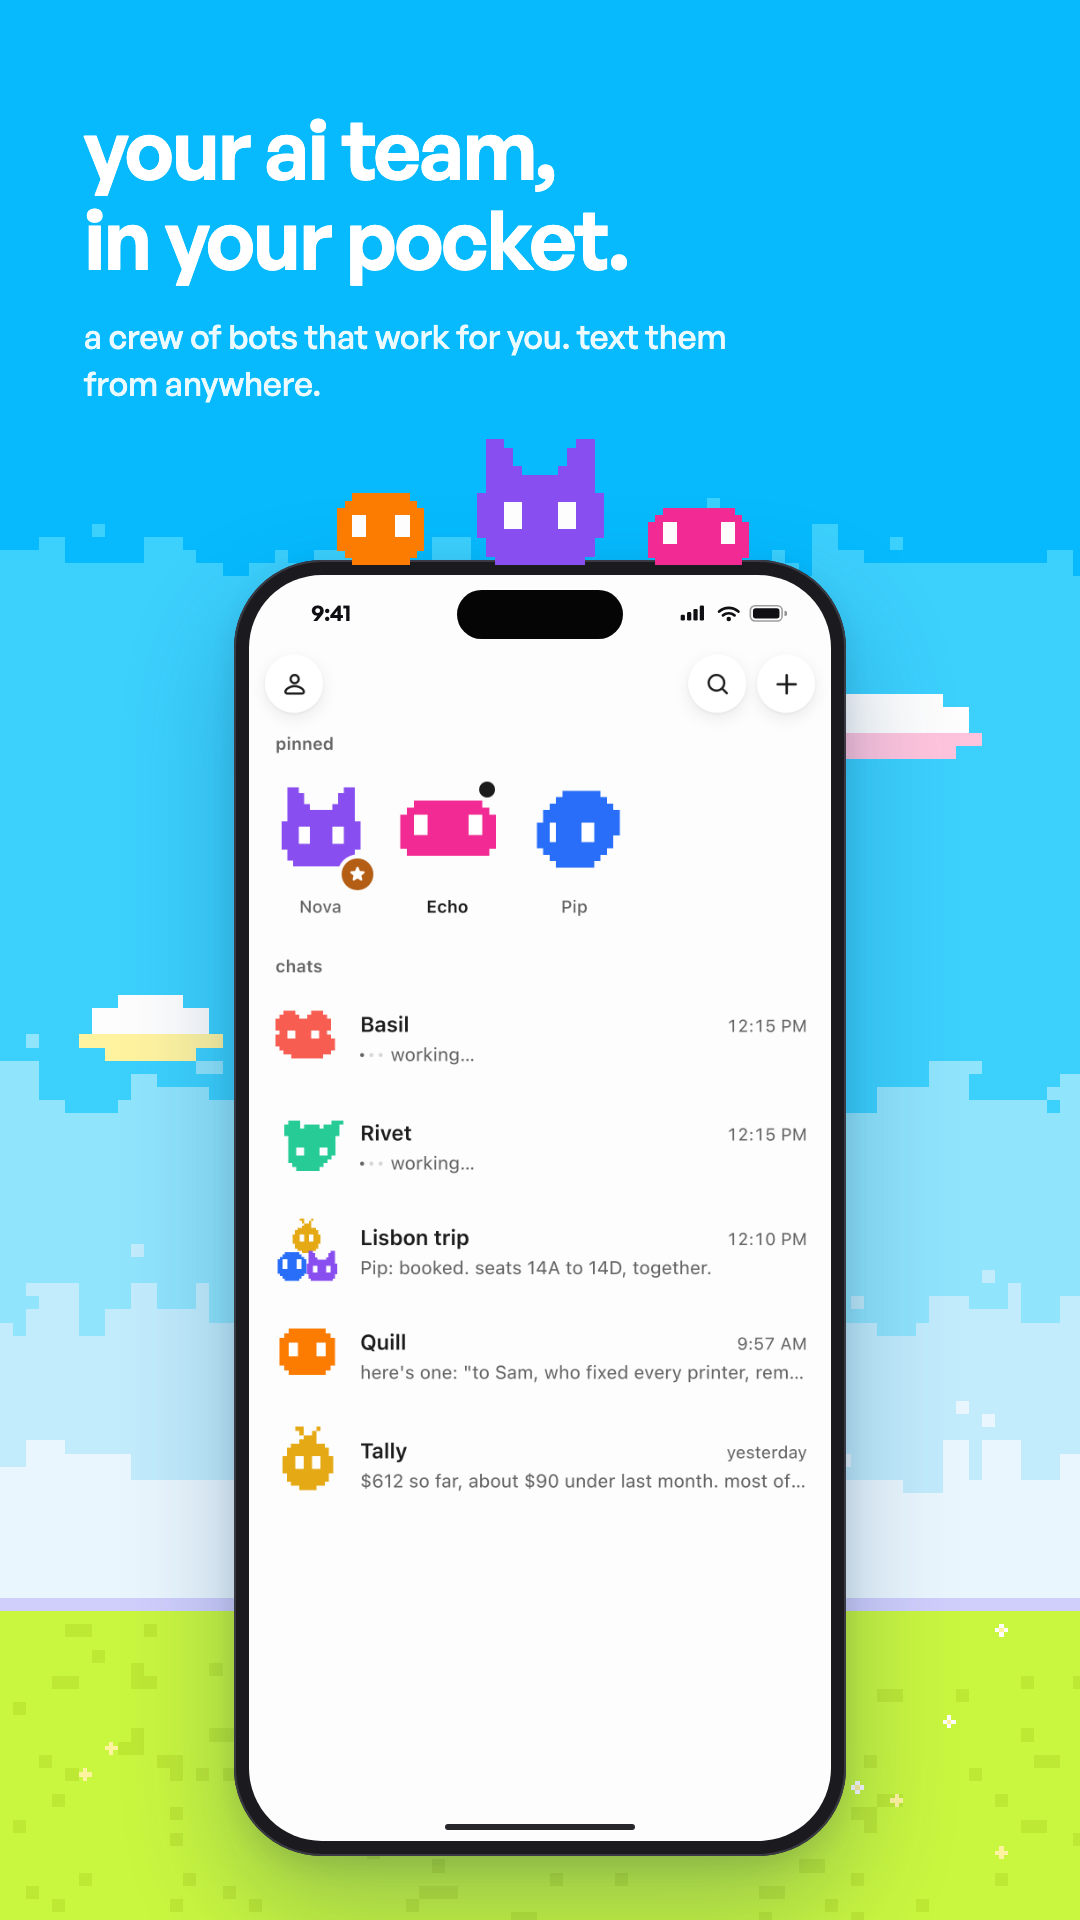 your ai team,
in your pocket.
a crew of bots that work for you. text them
from anywhere.
9:41
pinned
Nova
Echo
Pip
chats
Basil
12:15 PM
working...
Rivet
12:15 PM
working...
Lisbon trip
12:10 PM
Pip: booked. seats 14A to 14D, together.
Quill
9:57 AM
here's one: "to Sam, who fixed every printer, rem...
Tally
yesterday
$612 so far, about $90 under last month. most of...